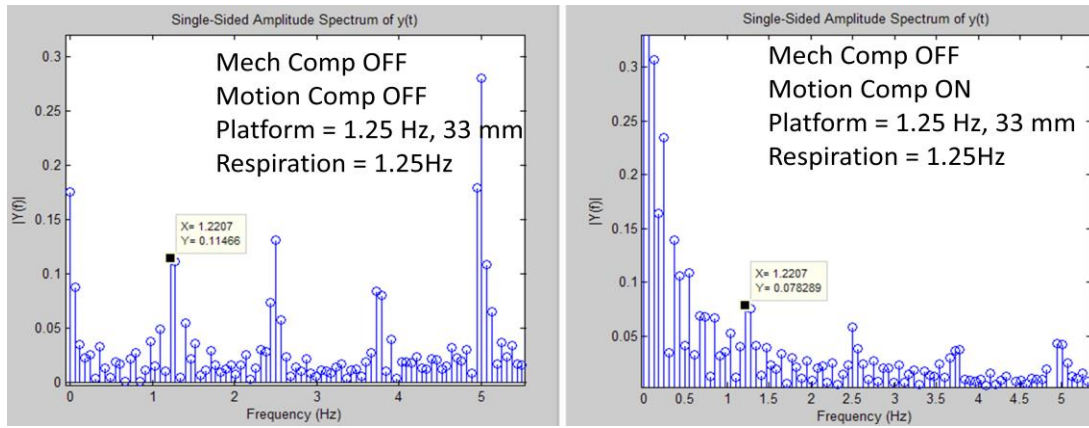 Single-Sided Amplitude Spectrum of y(t)
Mech Comp OFF
Motion Comp OFF
Platform = 1.25 Hz, 33 mm
Respiration = 1.25Hz
0.3
0.25
0.2
0.15
0.1
0.05
0
|Y(f)|
X= 1.2207
Y= 0.11466
0 1 2 3 4 5
Frequency (Hz)
Single-Sided Amplitude Spectrum of y(t)
Mech Comp OFF
Motion Comp ON
Platform = 1.25 Hz, 33 mm
Respiration = 1.25Hz
0.3
0.25
0.2
0.15
0.1
0.05
|Y(f)|
X= 1.2207
Y= 0.078289
0 0.5 1 1.5 2 2.5 3 3.5 4 4.5 5
Frequency (Hz)